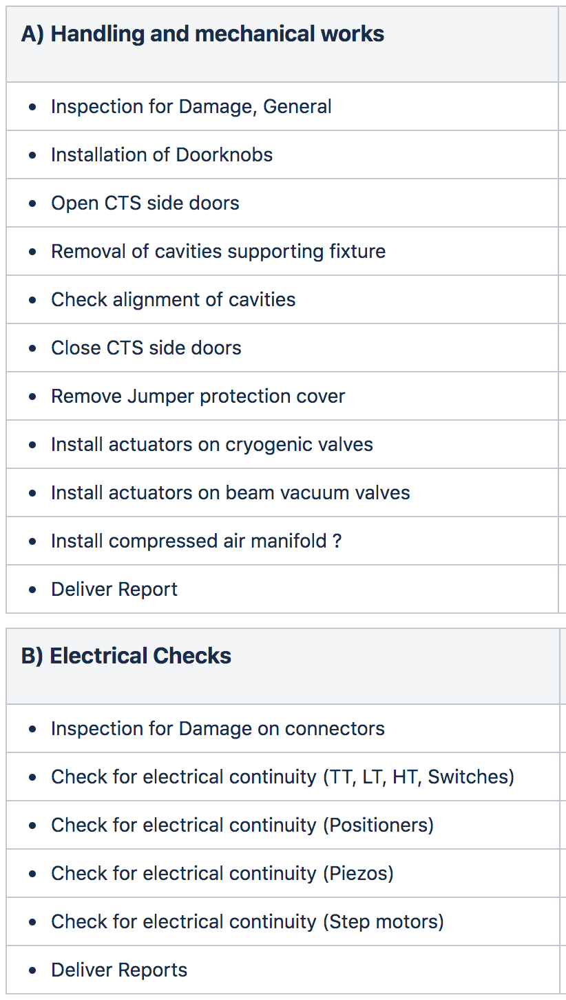 A) Handling and mechanical works
• Inspection for Damage, General
• Installation of Doorknobs
• Open CTS side doors
• Removal of cavities supporting fixture
• Check alignment of cavities
• Close CTS side doors
• Remove Jumper protection cover
• Install actuators on cryogenic valves
• Install actuators on beam vacuum valves
• Install compressed air manifold ?
• Deliver Report
B) Electrical Checks
• Inspection for Damage on connectors
• Check for electrical continuity (TT, LT, HT, Switches)
• Check for electrical continuity (Positioners)
• Check for electrical continuity (Piezos)
• Check for electrical continuity (Step motors)
• Deliver Reports